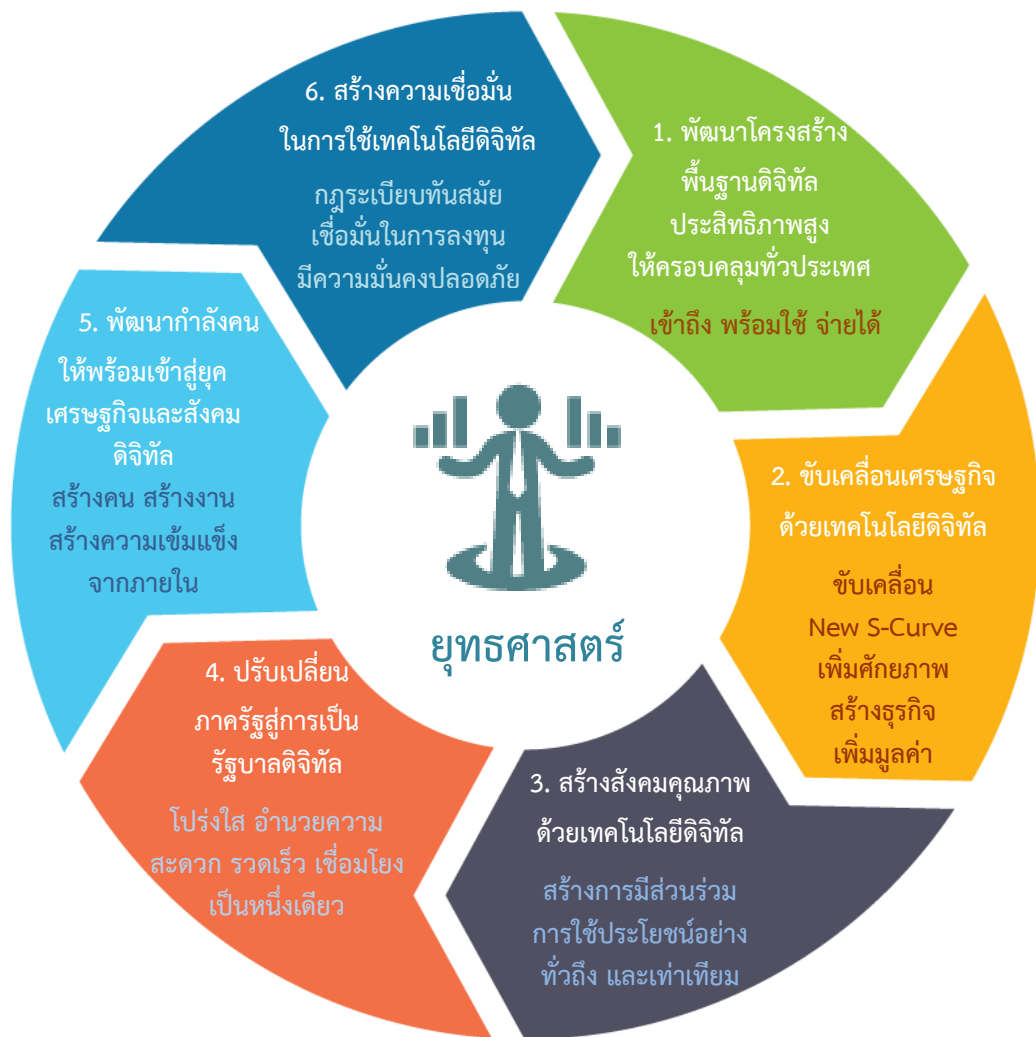 1. พัฒนาโครงสร้าง
พื้นฐานดิจิทัล
ประสิทธิภาพสูง
ให้ครอบคลุมทั่วประเทศ
เข้าถึง พร้อมใช้ จ่ายได้
2. ขับเคลื่อนเศรษฐกิจ
ด้วยเทคโนโลยีดิจิทัล
ขับเคลื่อน
New S-Curve
เพิ่มศักยภาพ
สร้างธุรกิจ
เพิ่มมูลค่า
3. สร้างสังคมคุณภาพ
ด้วยเทคโนโลยีดิจิทัล
สร้างการมีส่วนร่วม
การใช้ประโยชน์อย่าง
ทั่วถึง และเท่าเทียม
4. ปรับเปลี่ยน
ภาครัฐสู่การเป็น
รัฐบาลดิจิทัล
โปร่งใส อำนวยความ
สะดวก รวดเร็ว เชื่อมโยง
เป็นหนึ่งเดียว
5. พัฒนากำลังคน
ให้พร้อมเข้าสู่ยุค
เศรษฐกิจและสังคม
ดิจิทัล
สร้างคน สร้างงาน
สร้างความเข้มแข็ง
จากภายใน
6. สร้างความเชื่อมั่น
ในการใช้เทคโนโลยีดิจิทัล
กฎระเบียบทันสมัย
เชื่อมั่นในการลงทุน
มีความมั่นคงปลอดภัย
ยุทธศาสตร์